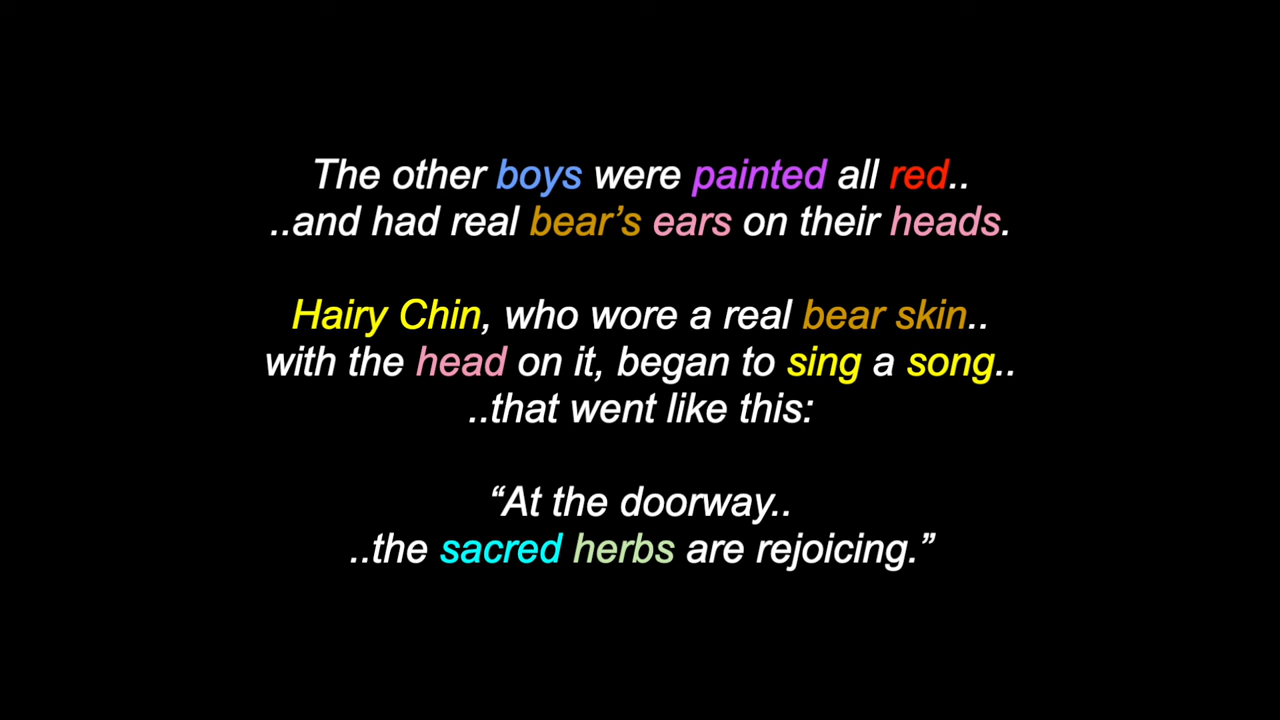 The other boys were painted all red..
..and had real bear’s ears on their heads.
Hairy Chin, who wore a real bear skin..
with the head on it, began to sing a song..
..that went like this:
“At the doorway..
..the sacred herbs are rejoicing.”